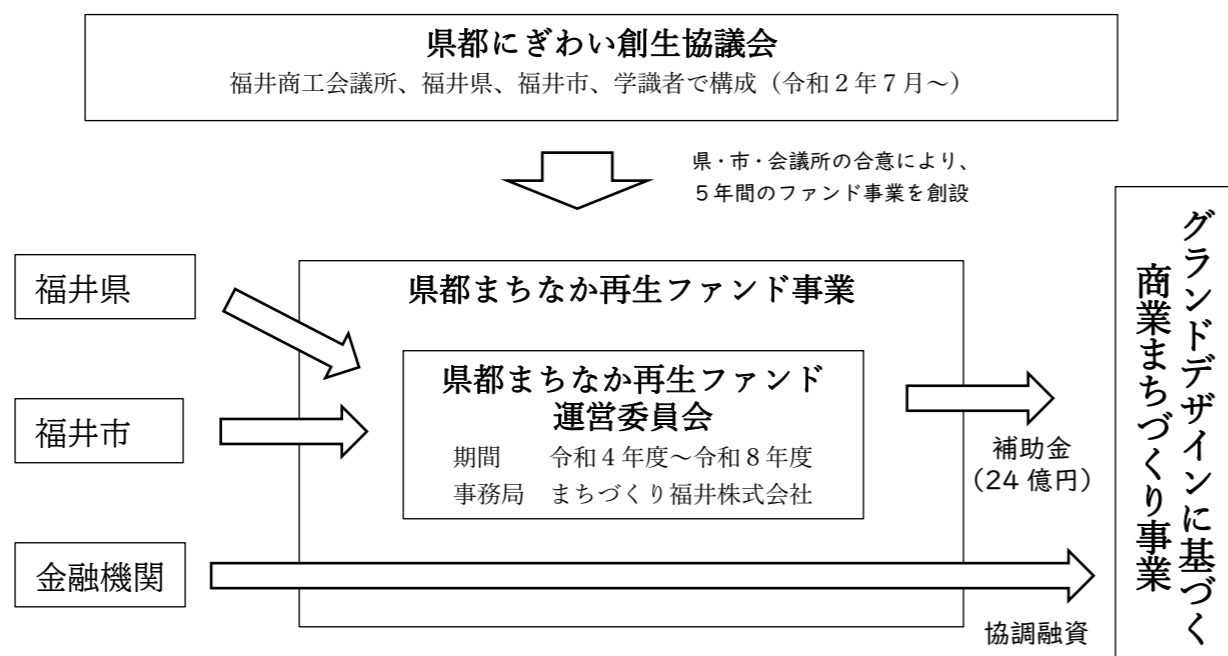 県都にぎわい創生協議会
福井商工会議所、福井県、福井市、学識者で構成（令和２年７月～）
県・市・会議所の合意により、
５年間のファンド事業を創設
福井県
福井市
金融機関
県都まちなか再生ファンド事業
県都まちなか再生ファンド
運営委員会
期間　令和４年度～令和８年度
事務局　まちづくり福井株式会社
補助金
（24 億円）
協調融資
グランドデザインに基づく
商業まちづくり事業